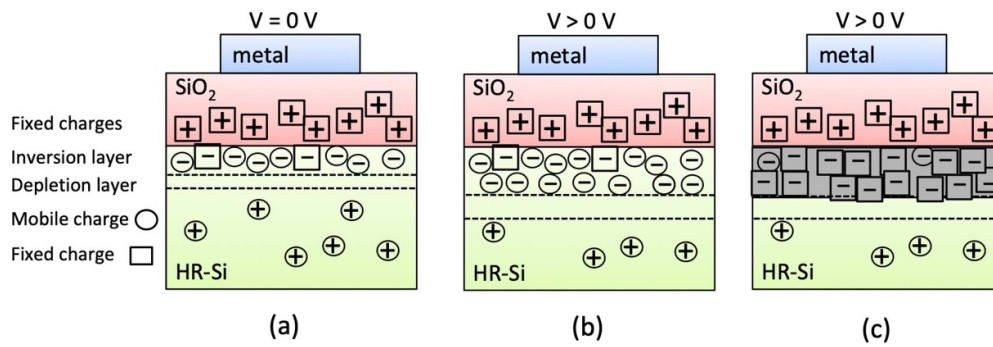 V = 0 V
V > 0 V
V > 0 V
metal
metal
metal
SiO₂
SiO₂
SiO₂
Fixed charges
Inversion layer
Depletion layer
Mobile charge
Fixed charge
HR-Si
HR-Si
HR-Si
(a)
(b)
(c)